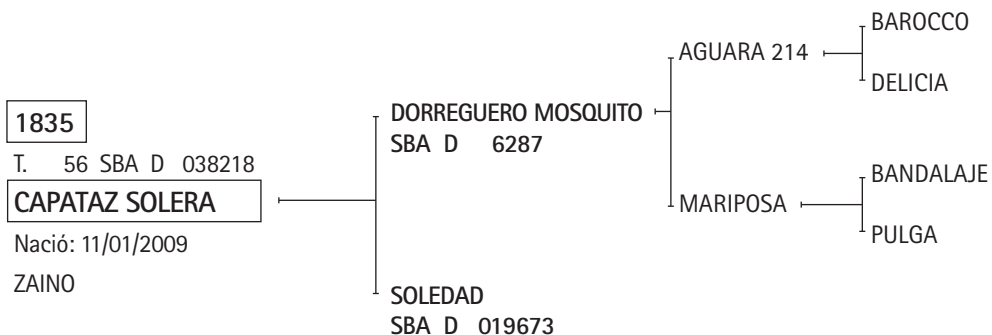 1835
T. 56 SBA D 038218
CAPATAZ SOLERA
Nació: 11/01/2009
ZAINO
DORREGUERO MOSQUITO
SBA D 6287
SOLEDAD
SBA D 019673
AGUARA 214
MARIPOSA
BAROCCO
DELICIA
BANDALAJE
PULGA